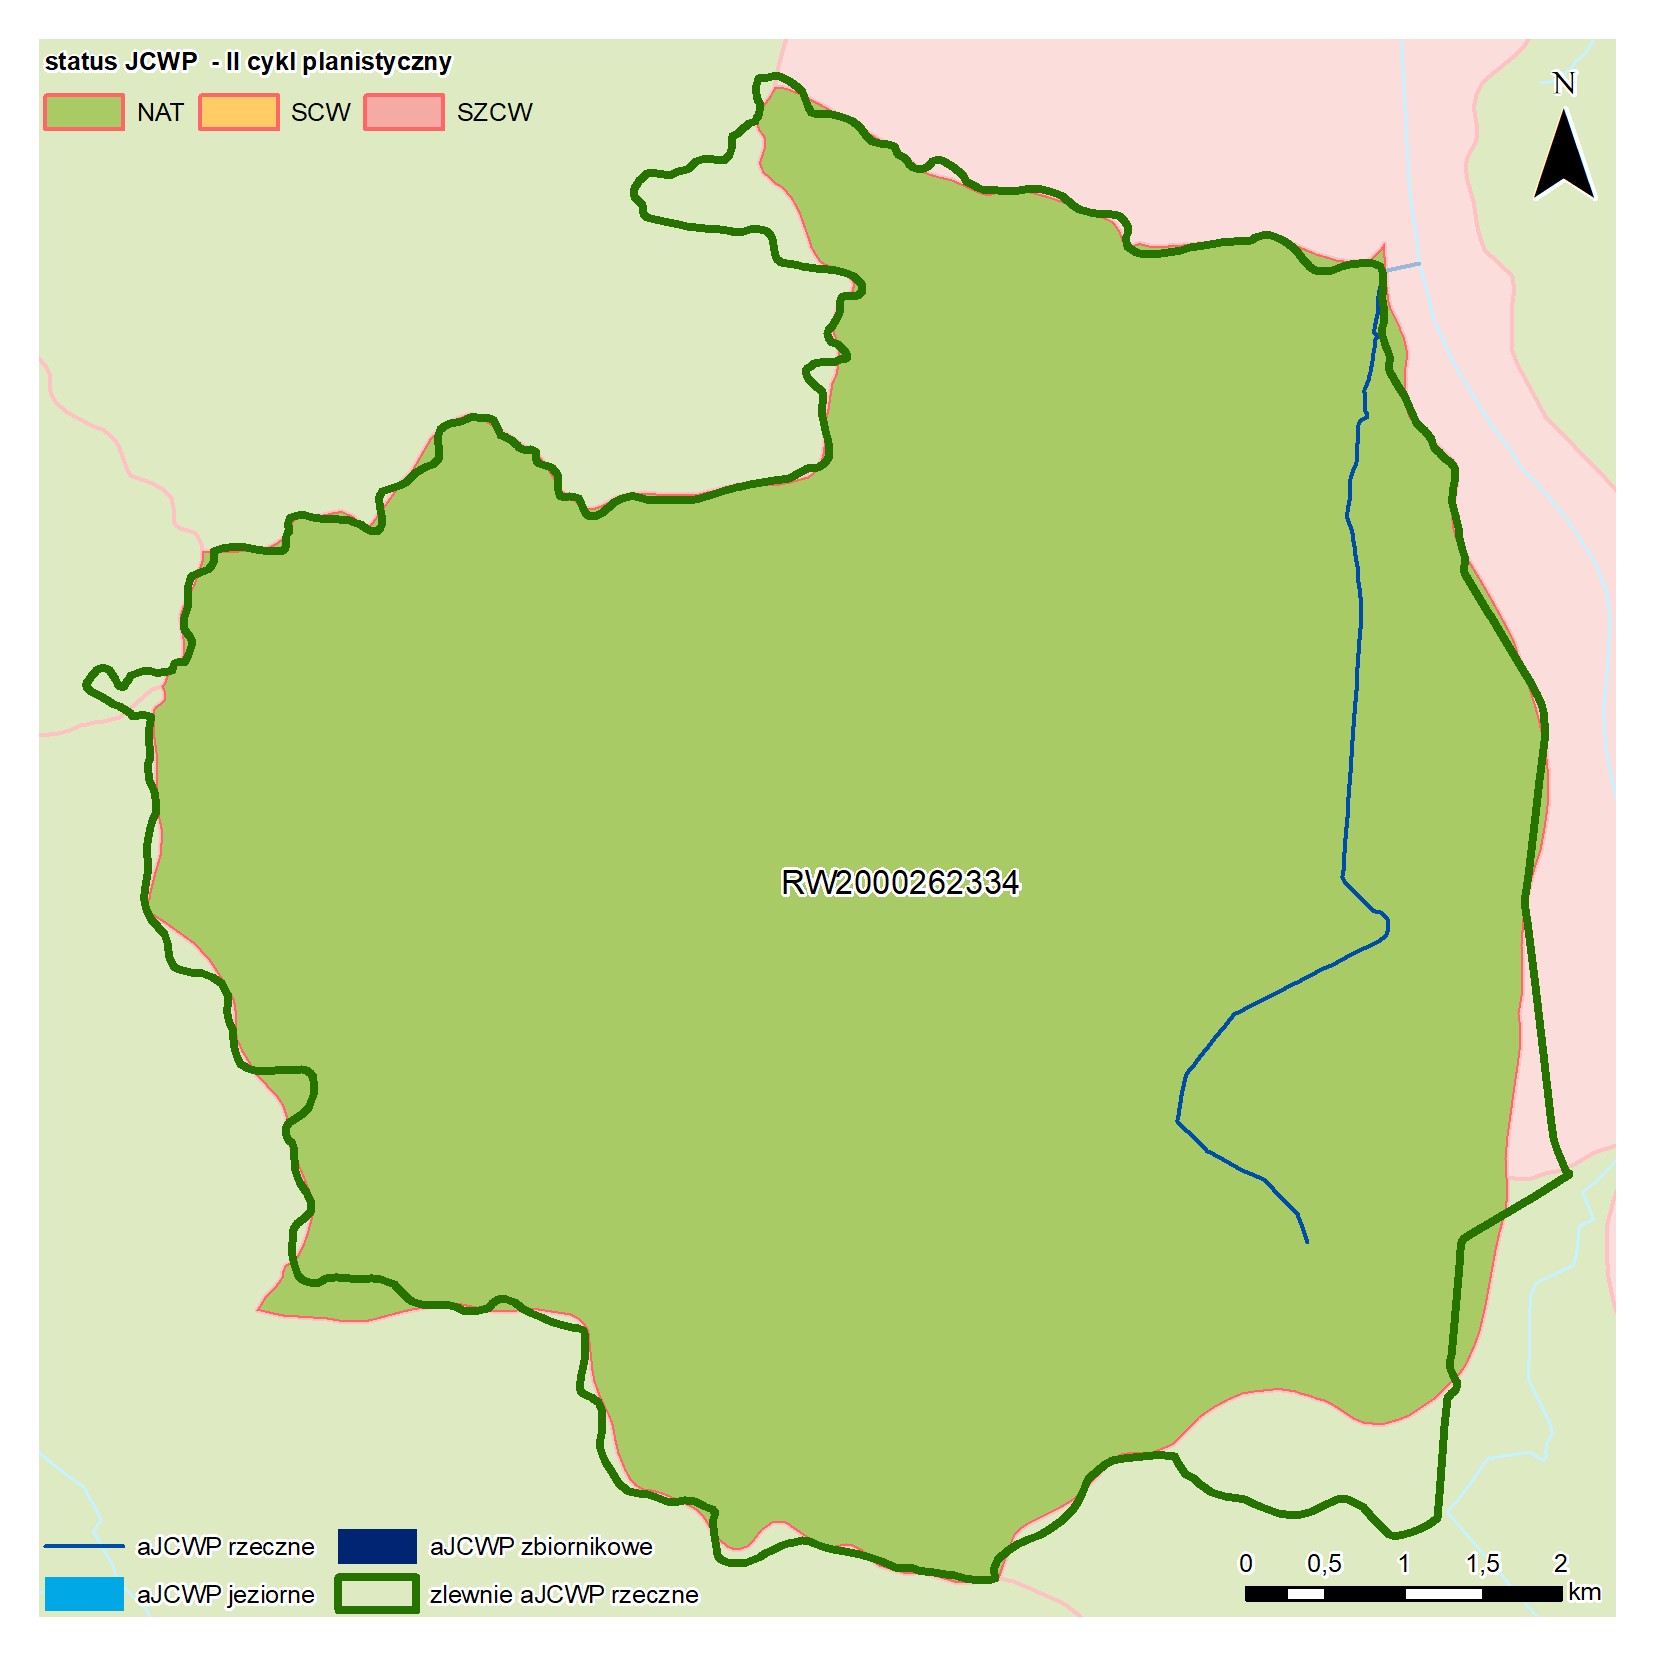 status JCWP - II cykl planistyczny
NAT SCW SZCW
N
RW2000262334
aJCWP rzeczne aJCWP zbiornikowe
aJCWP jeziorne zlewnie aJCWP rzeczne
0 0,5 1 1,5 2
km